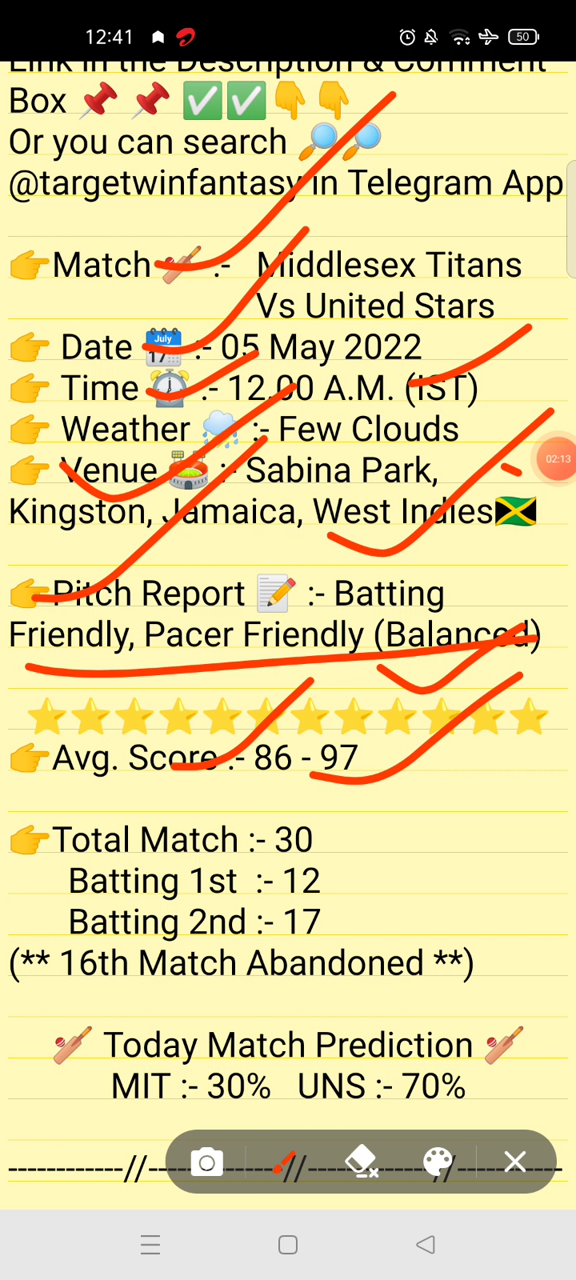 12:41
50
Link in the Description & Comment
Box 📌 📌 ✅✅👇👇
Or you can search 🔎🔎
@targetwinfantasy in Telegram App
👉Match 🏏 :- Middlesex Titans
Vs United Stars
👉 Date 📅 :- 05 May 2022
👉 Time ⏰ :- 12.00 A.M. (IST)
👉 Weather 🌧 :- Few Clouds
👉 Venue 🏟 :- Sabina Park,
02:13
Kingston, Jamaica, West Indies🇯🇲
👉Pitch Report 📝 :- Batting
Friendly, Pacer Friendly (Balanced)
⭐⭐⭐⭐⭐⭐⭐⭐⭐⭐⭐⭐
👉Avg. Score :- 86 - 97
👉Total Match :- 30
Batting 1st :- 12
Batting 2nd :- 17
(** 16th Match Abandoned **)
🏏 Today Match Prediction 🏏
MIT :- 30% UNS :- 70%
------------//------------//------------//------------